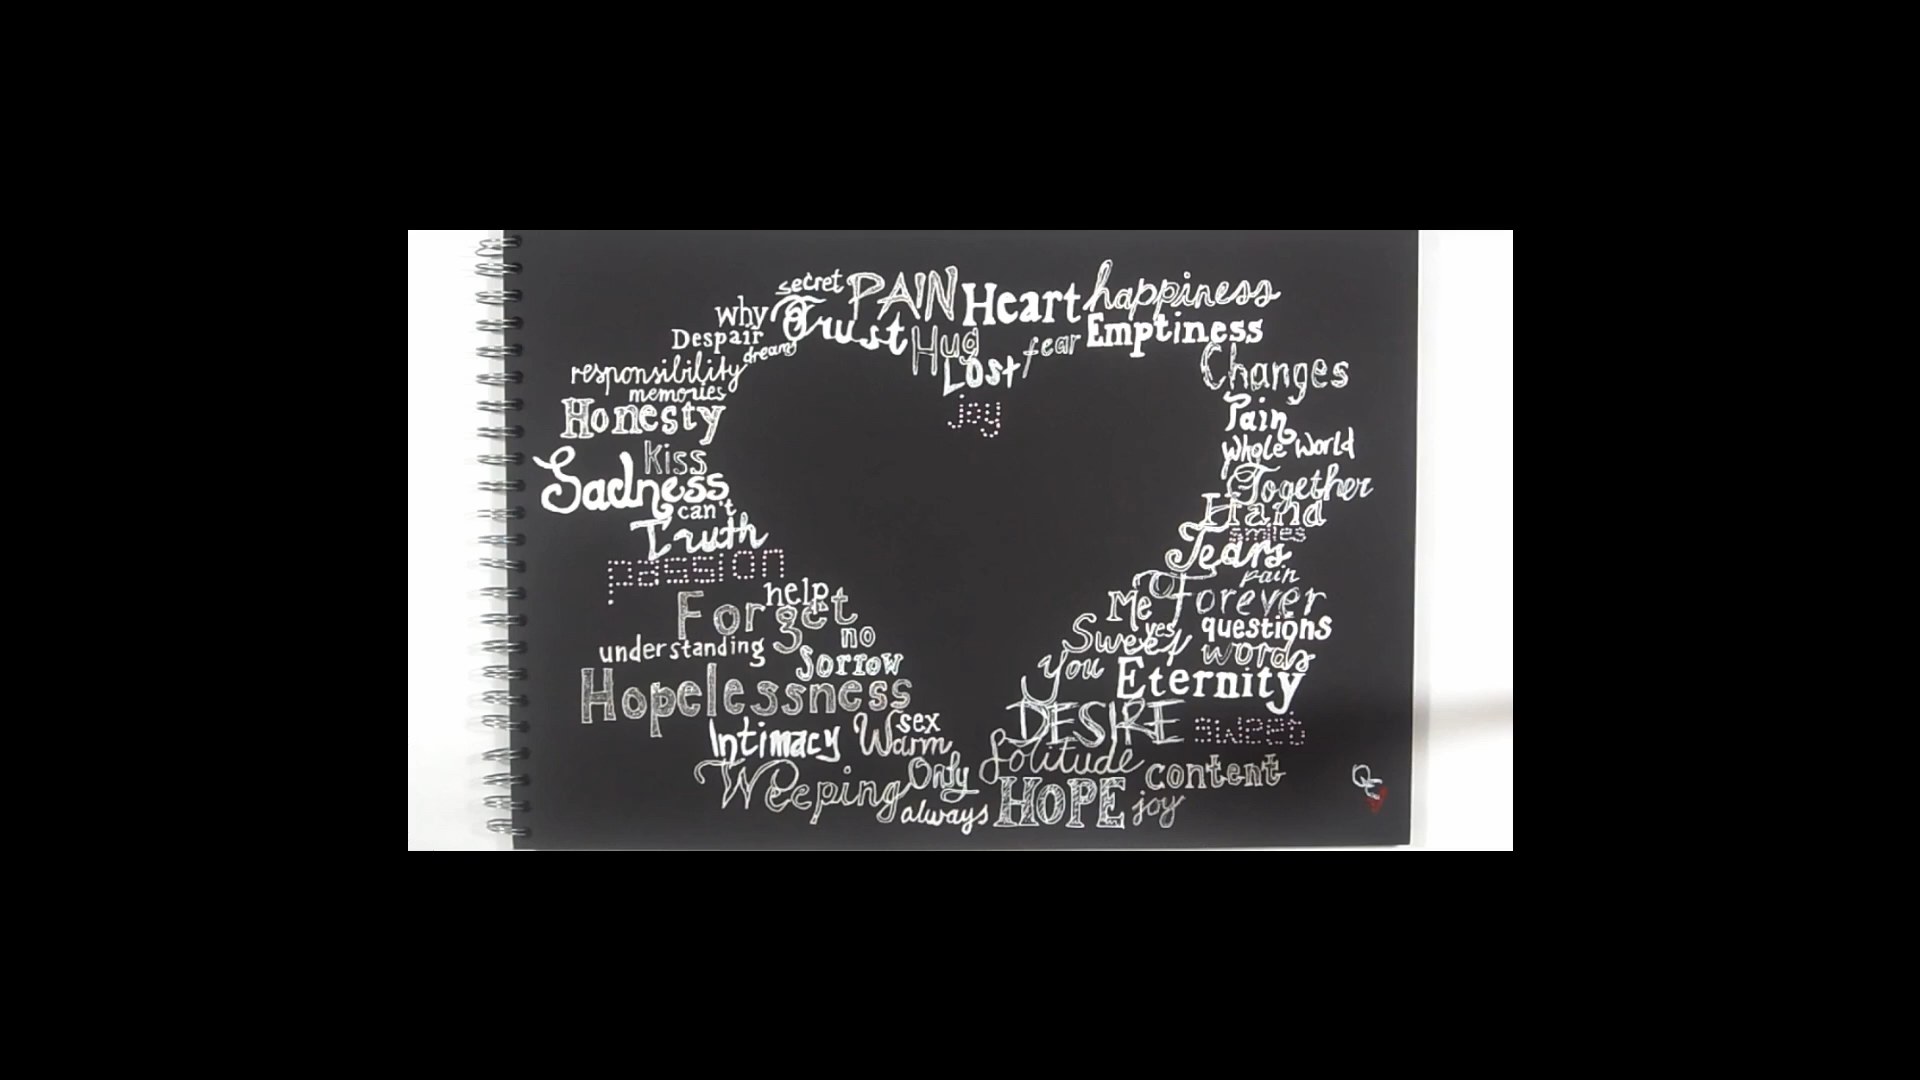 secret PAIN Heart happiness
why Trust Hug fear Emptiness
Despair dreams Lost Changes
responsibility
memories joy Pain
Honesty
kiss Whole World
Sadness Together
can't Hand
Truth smiles
passion Tears
pain
help Me Forever
Forget yes questions
understanding no Sweet words
Sorrow You Eternity
Hopelessness
sex DESIRE sweet
Intimacy Warm Solitude
Weeping Only content
always HOPE joy